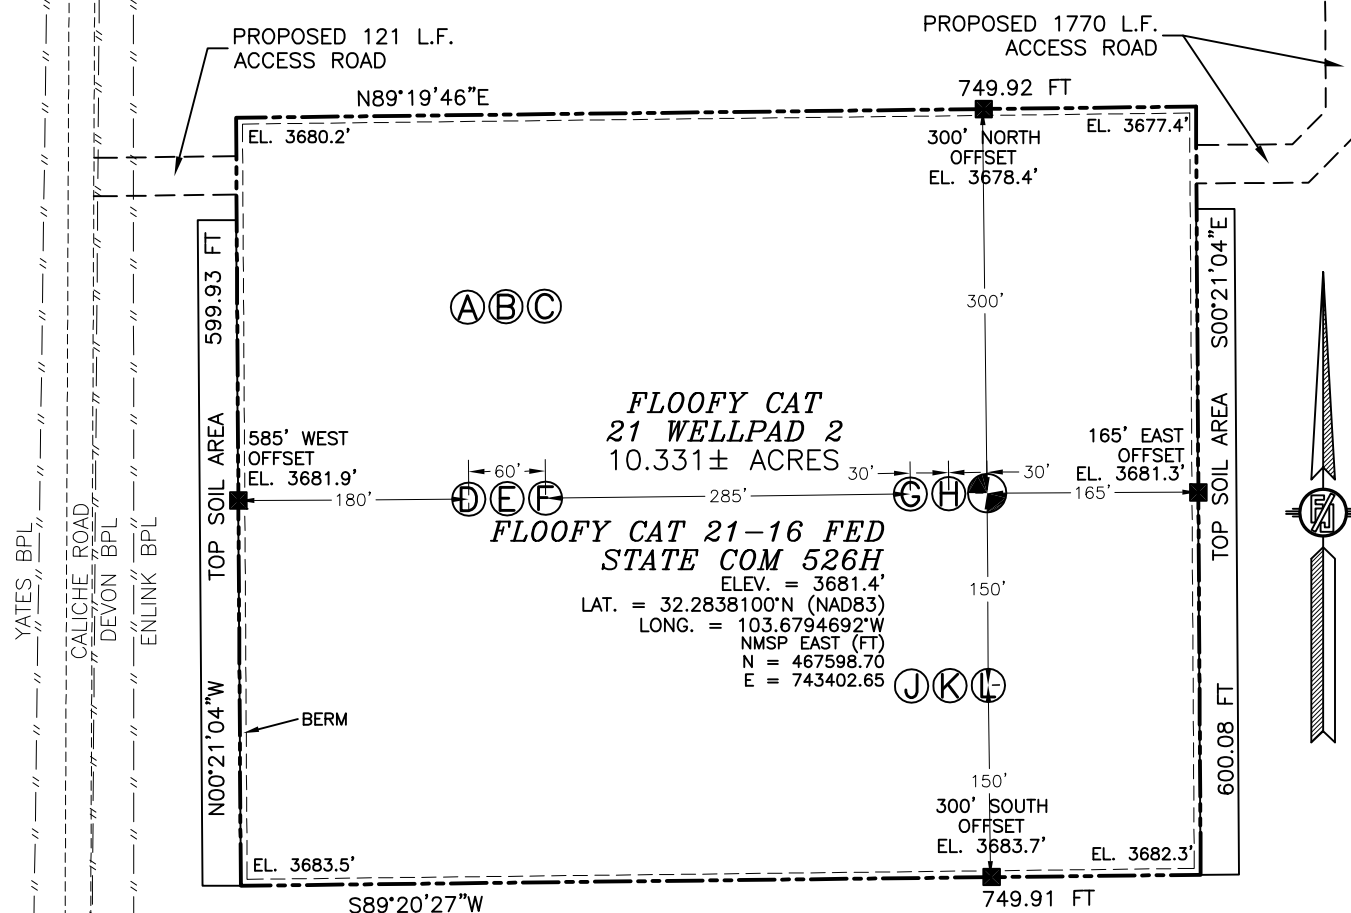 PROPOSED 121 L.F.
ACCESS ROAD
PROPOSED 1770 L.F.
ACCESS ROAD
N89°19'46"E
749.92 FT
EL. 3680.2'
300' NORTH
OFFSET
EL. 3678.4'
EL. 3677.4'
599.93 FT
S00°21'04"E
A B C
300'
FLOOFY CAT
21 WELLPAD 2
10.331± ACRES
585' WEST
OFFSET
EL. 3681.9'
165' EAST
OFFSET
EL. 3681.3'
TOP SOIL AREA
TOP SOIL AREA
60'
30'
30'
180'
D E F
285'
G H
165'
FLOOFY CAT 21-16 FED
STATE COM 526H
ELEV. = 3681.4'
LAT. = 32.2838100°N (NAD83)
LONG. = 103.6794692°W
NMSP EAST (FT)
N = 467598.70
E = 743402.65
150'
J K L
YATES BPL
CALICHE ROAD
DEVON BPL
ENLINK BPL
FJ
N00°21'04"W
BERM
600.08 FT
150'
300' SOUTH
OFFSET
EL. 3683.7'
EL. 3683.5'
EL. 3682.3'
S89°20'27"W
749.91 FT